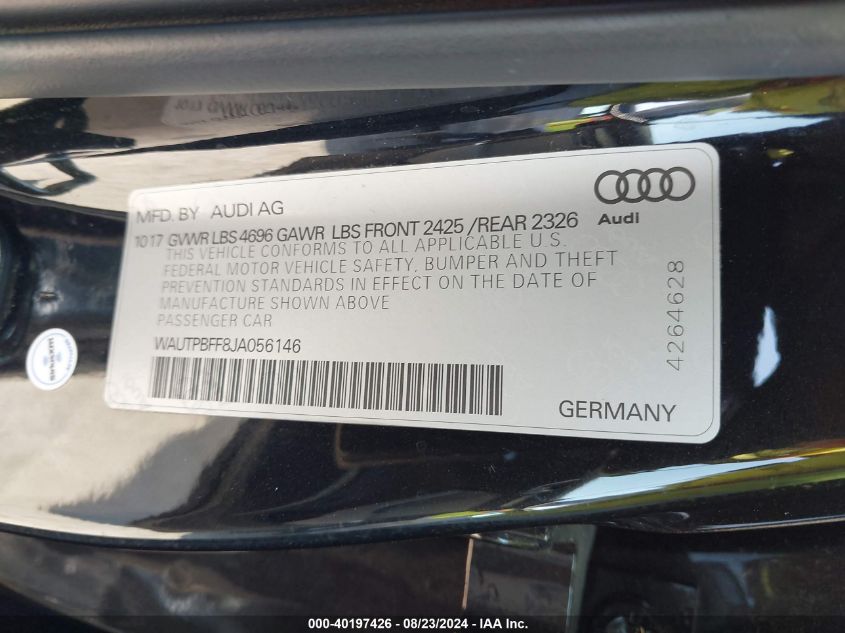 MFD. BY AUDI AG
10 17 GVWR LBS 4696 GAWR LBS FRONT 2425 /REAR 2326
THIS VEHICLE CONFORMS TO ALL APPLICABLE U.S.
FEDERAL MOTOR VEHICLE SAFETY, BUMPER AND THEFT
PREVENTION STANDARDS IN EFFECT ON THE DATE OF
MANUFACTURE SHOWN ABOVE
PASSENGER CAR
WAUTPBFF8JA056146
Audi
4264628
GERMANY
000-40197426 - 08/23/2024 - IAA Inc.